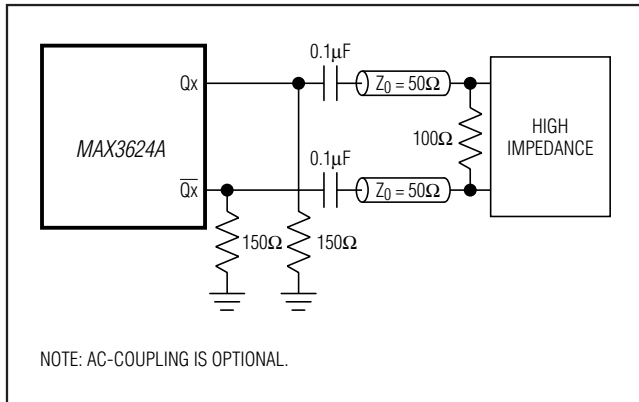 0.1µF
Qx
Z0 = 50Ω
MAX3624A
100Ω
HIGH
IMPEDANCE
0.1µF
Q̅x̅
Z0 = 50Ω
150Ω
150Ω
NOTE: AC-COUPLING IS OPTIONAL.